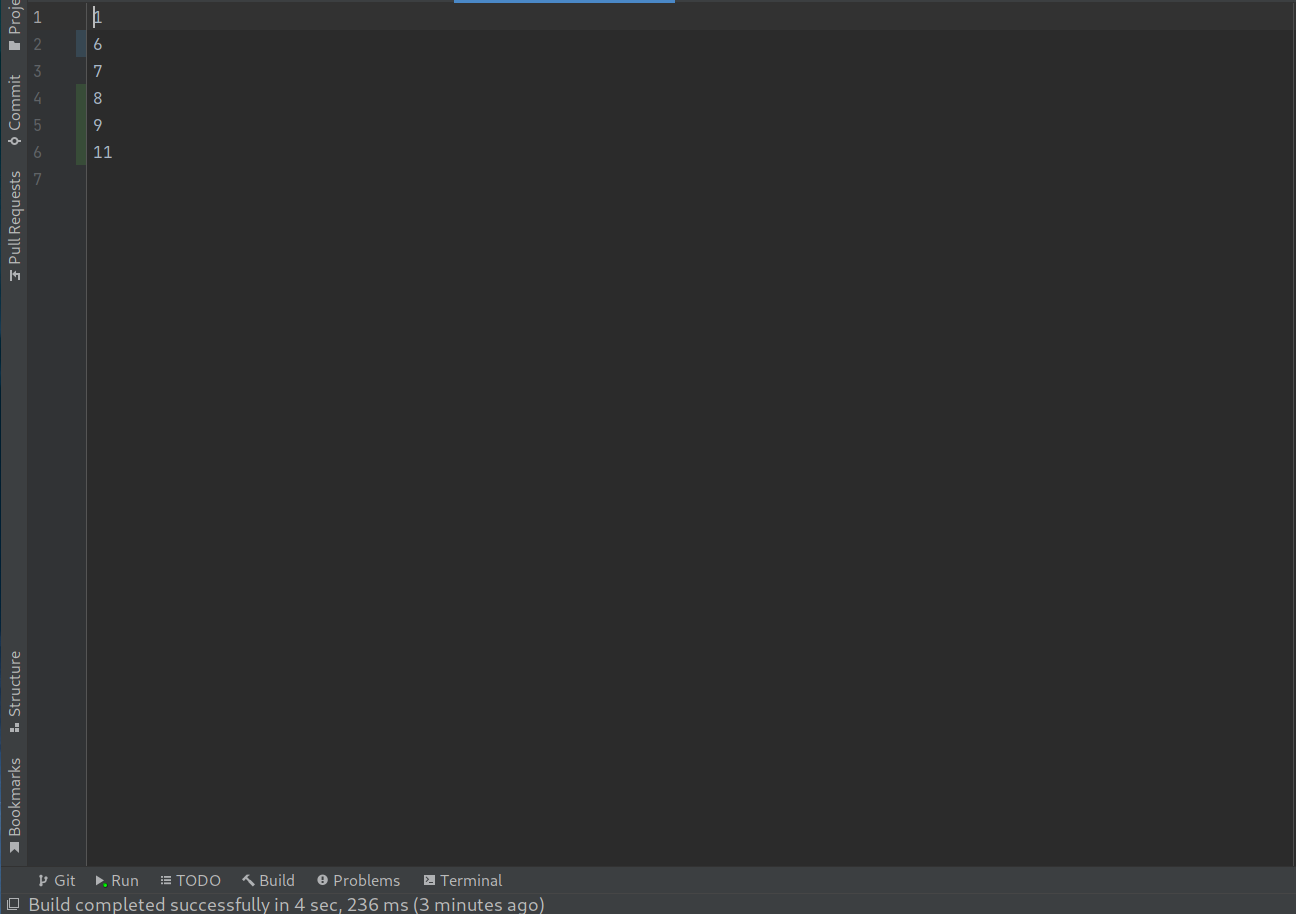 1 1
2 6
3 7
4 8
5 9
6 11
7
Proje
Commit
Pull Requests
Structure
Bookmarks
Git Run TODO Build Problems Terminal
Build completed successfully in 4 sec, 236 ms (3 minutes ago)